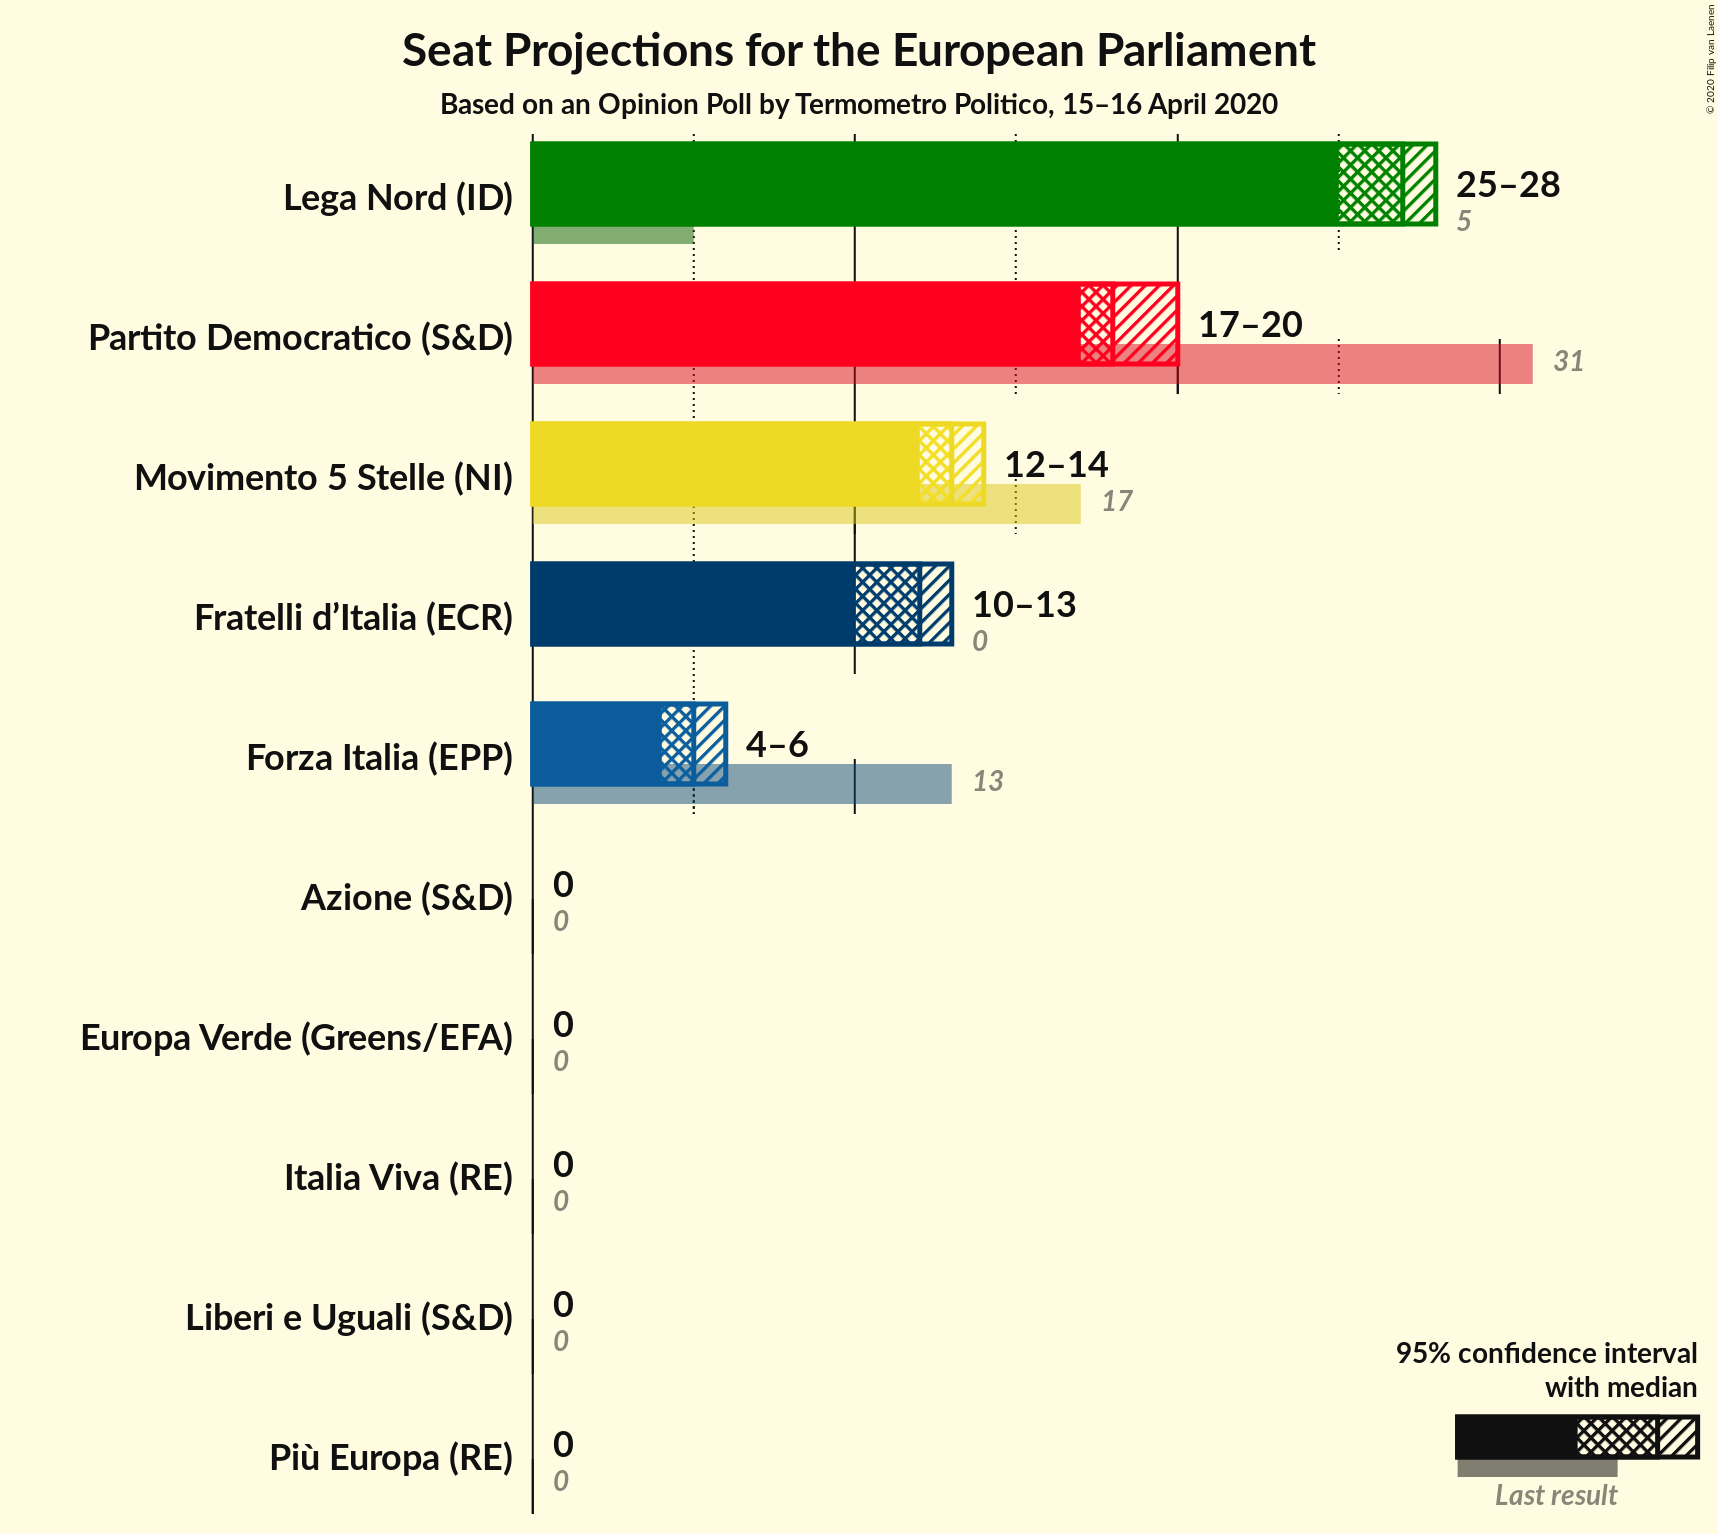 Seat Projections for the European Parliament
Based on an Opinion Poll by Termometro Politico, 15–16 April 2020
© 2020 Filip van Laenen
Lega Nord (ID)
25–28
5
Partito Democratico (S&D)
17–20
31
Movimento 5 Stelle (NI)
12–14
17
Fratelli d’Italia (ECR)
10–13
0
Forza Italia (EPP)
4–6
13
Azione (S&D)
0
0
Europa Verde (Greens/EFA)
0
0
Italia Viva (RE)
0
0
Liberi e Uguali (S&D)
0
0
Più Europa (RE)
0
0
95% confidence interval
with median
Last result